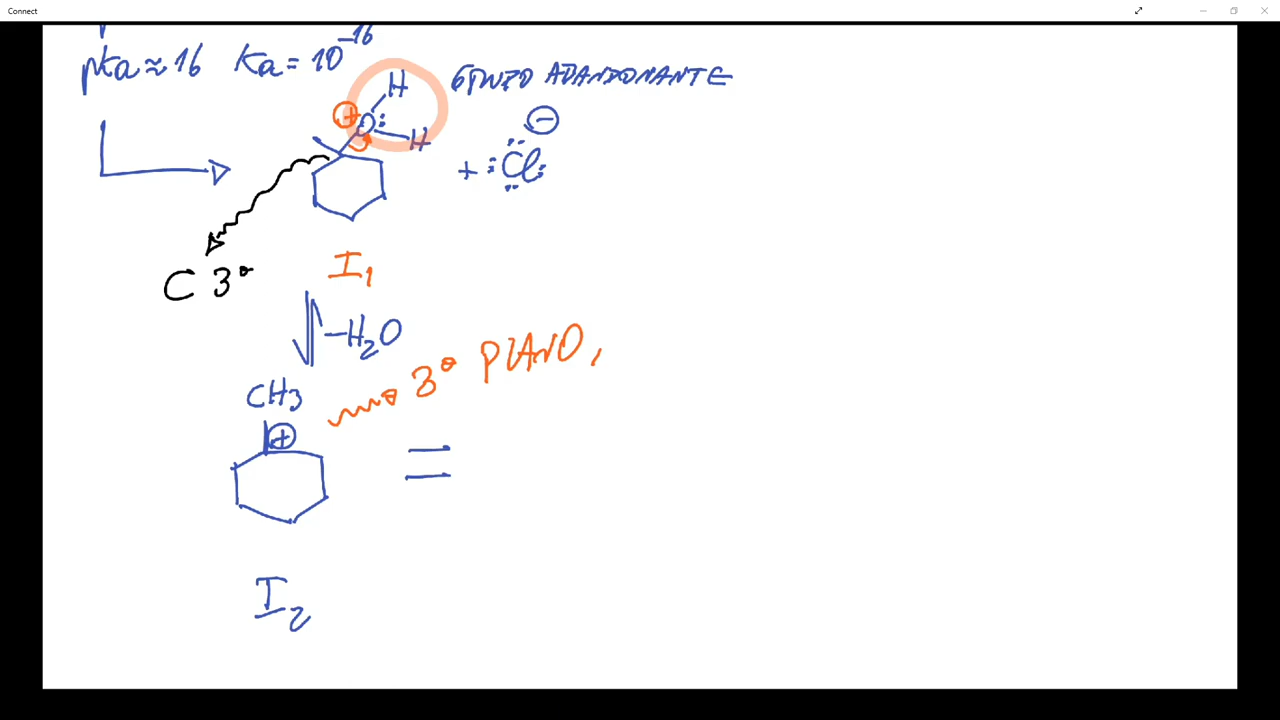 Connect
pKa ≈ 16 Ka = 10⁻¹⁶
GRUPO ABANDONANTE
H
+
O:
H
−
+ :Cl:
C 3°
I₁
−H₂O
3° PLANO,
CH3
+
=
I₂